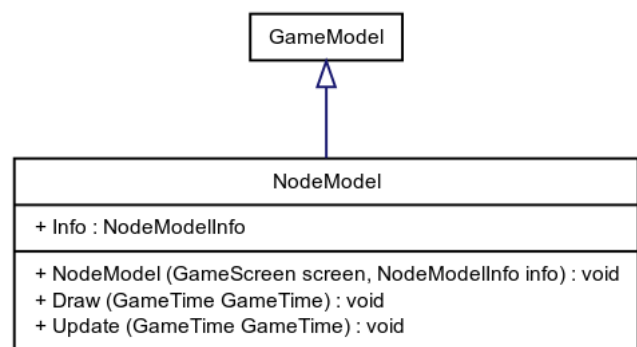 GameModel
NodeModel
+ Info : NodeModelInfo
+ NodeModel (GameScreen screen, NodeModelInfo info) : void
+ Draw (GameTime GameTime) : void
+ Update (GameTime GameTime) : void